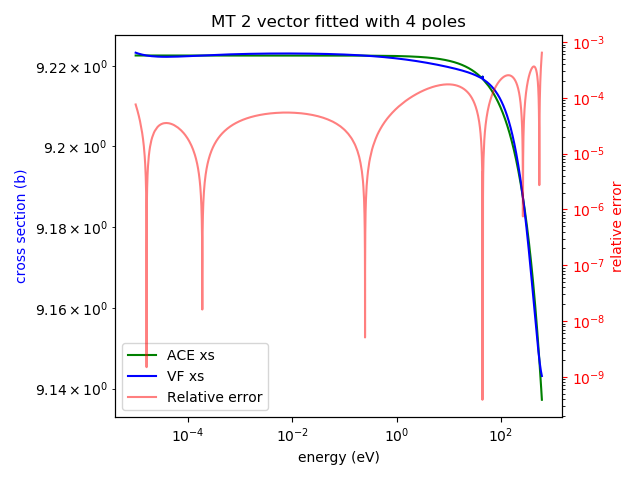 MT 2 vector fitted with 4 poles
cross section (b)
9.22 × 10⁰
9.2 × 10⁰
9.18 × 10⁰
9.16 × 10⁰
9.14 × 10⁰
ACE xs
VF xs
Relative error
10⁻⁴
10⁻²
10⁰
10²
energy (eV)
10⁻³
10⁻⁴
10⁻⁵
10⁻⁶
10⁻⁷
10⁻⁸
10⁻⁹
relative error